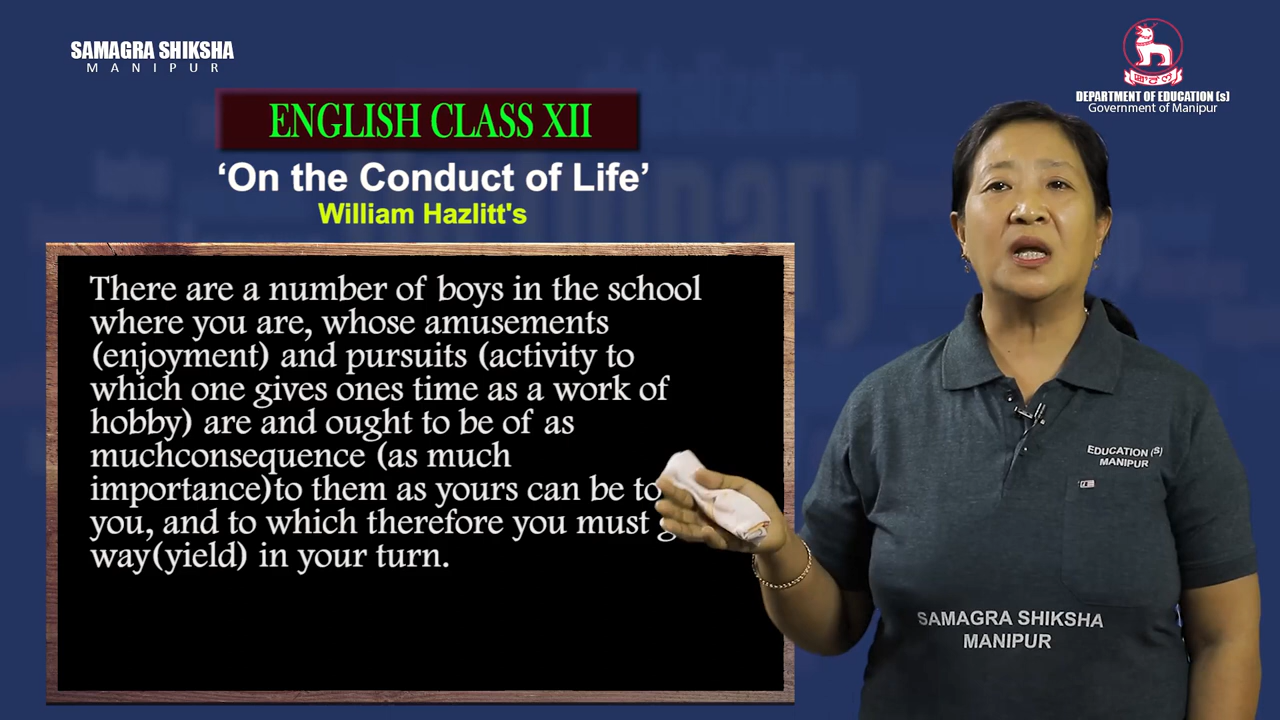 SAMAGRA SHIKSHA
MANIPUR
DEPARTMENT OF EDUCATION (s)
Government of Manipur
ENGLISH CLASS XII
‘On the Conduct of Life’
William Hazlitt's
There are a number of boys in the school
where you are, whose amusements
(enjoyment) and pursuits (activity to
which one gives ones time as a work of
hobby) are and ought to be of as
muchconsequence (as much
importance)to them as yours can be to
you, and to which therefore you must
way(yield) in your turn.
EDUCATION (S)
MANIPUR
SAMAGRA SHIKSHA
MANIPUR